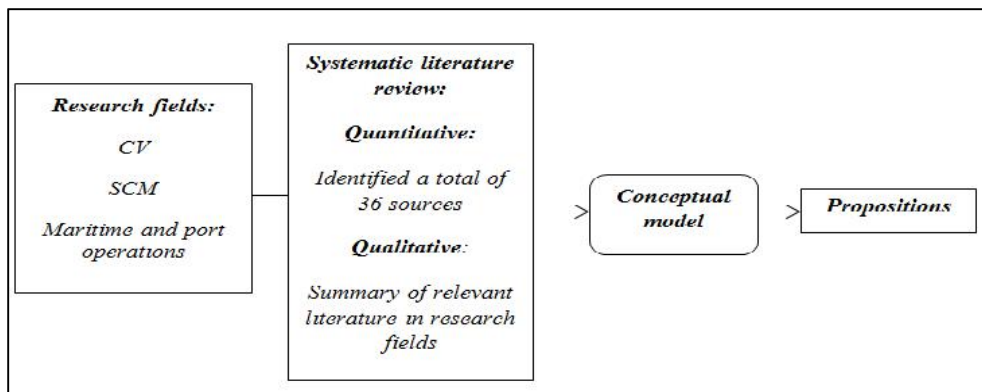 Research fields:
CV
SCM
Maritime and port
operations
Systematic literature
review:
Quantitative:
Identified a total of
36 sources
Qualitative:
Summary of relevant
literature in research
fields
Conceptual
model
Propositions